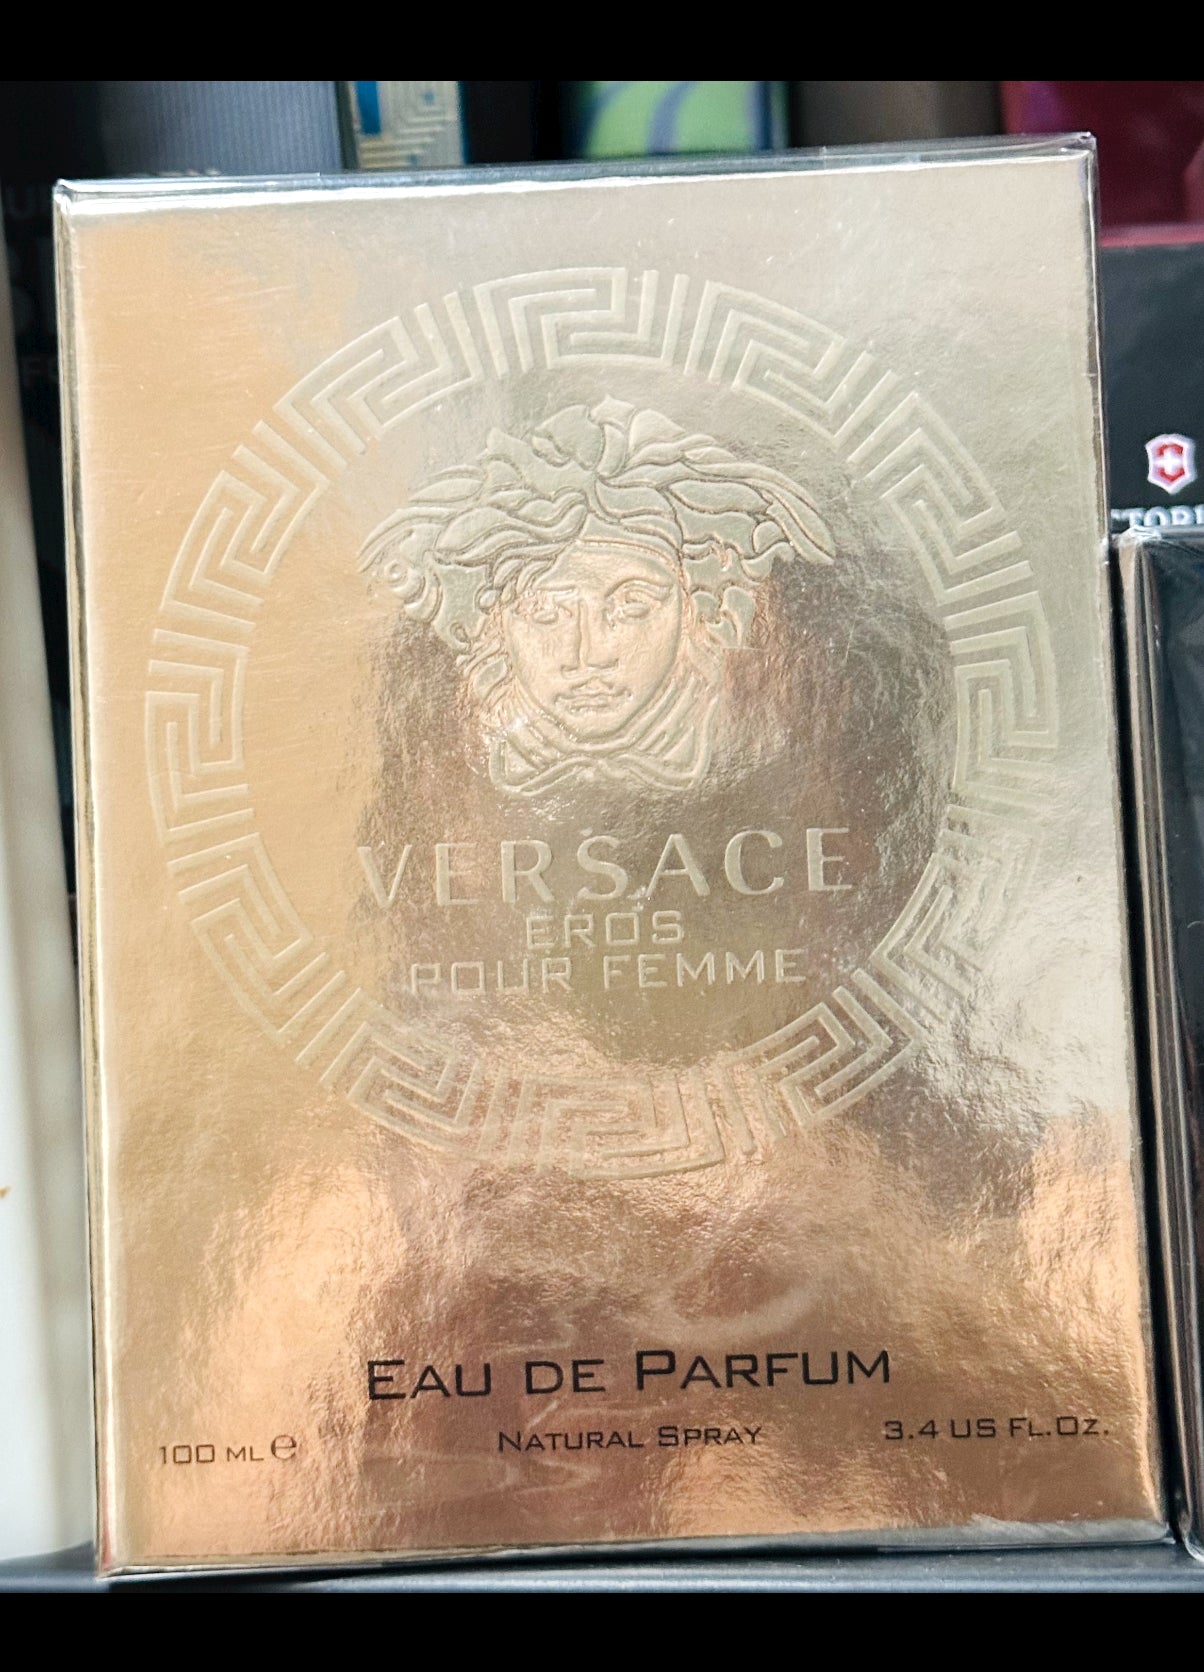 VERSACE
EROS
POUR FEMME
EAU DE PARFUM
100 ML e
NATURAL SPRAY
3.4 US FL.OZ.